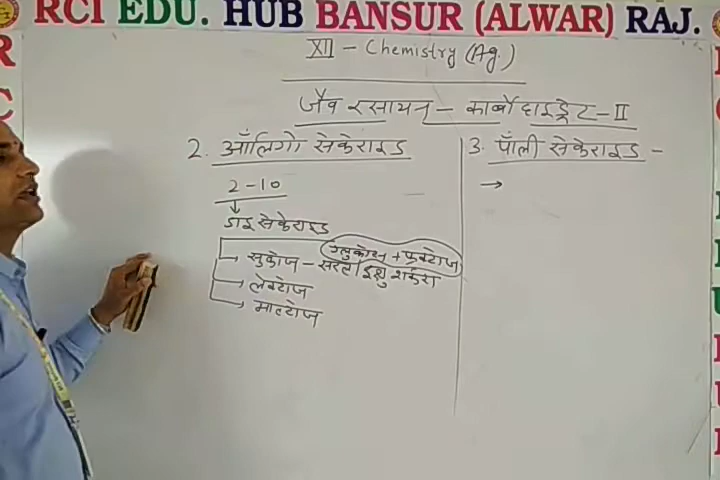 RCI EDU. HUB BANSUR (ALWAR) RAJ.
XII - Chemistry (Ag.)
जैव रसायन - कार्बोहाइड्रेट - II
2. ऑलिगो सेकेराइड
2-10
↓
डाइ सेकेराइड
ग्लुकोज + फ्रक्टोज
→ सुक्रोज -
इक्षु शर्करा
→ लेक्टोज
→ माल्टोज
3. पॉली सेकेराइड -
→